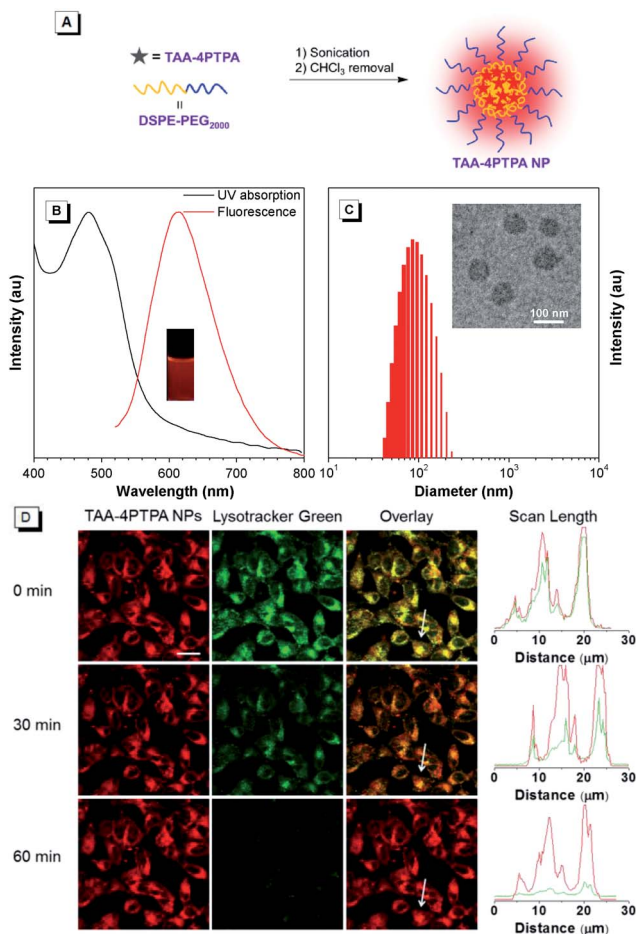 A
★ = TAA-4PTPA
1) Sonication
2) CHCl3 removal
=
DSPE-PEG2000
TAA-4PTPA NP
B
UV absorption
Fluorescence
Intensity (au)
400 500 600 700 800
Wavelength (nm)
C
100 nm
Intensity (au)
10^1 10^2 10^3 10^4
Diameter (nm)
D
TAA-4PTPA NPs Lysotracker Green Overlay Scan Length
0 min
0 10 20 30
Distance (μm)
30 min
0 10 20 30
Distance (μm)
60 min
0 10 20 30
Distance (μm)